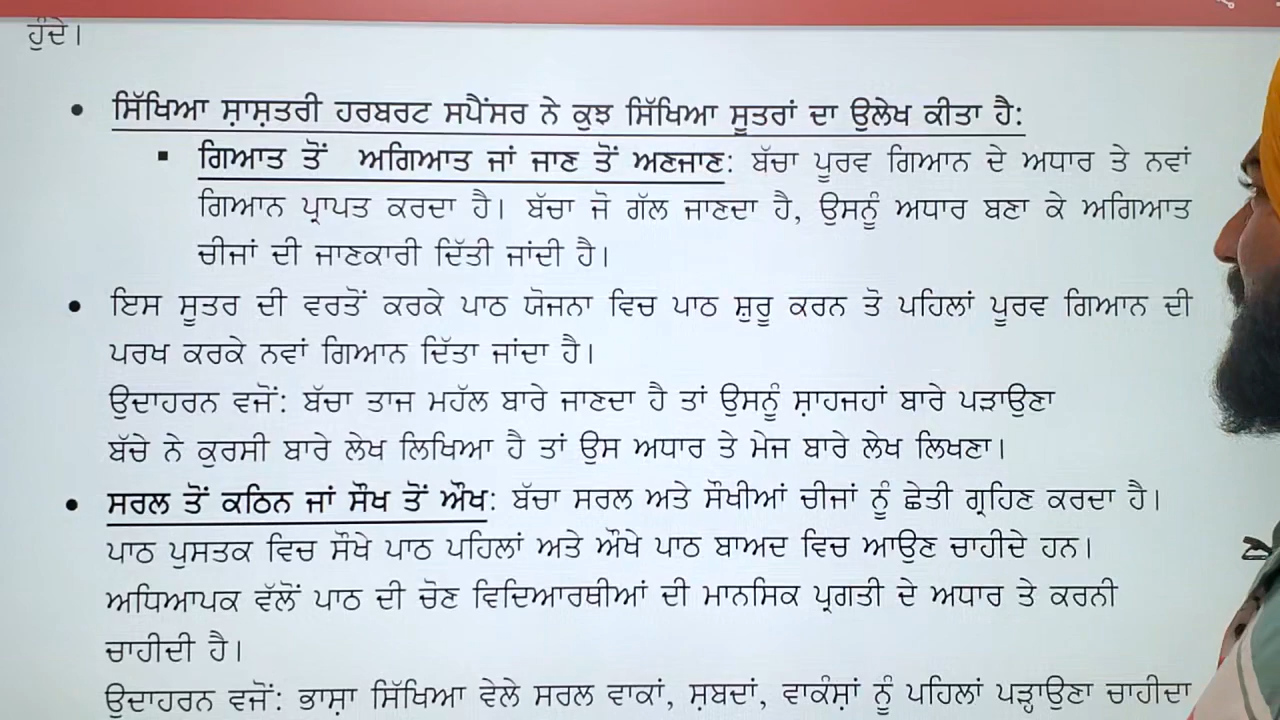 ਹੁੰਦੇ।
• ਸਿੱਖਿਆ ਸ਼ਾਸ਼ਤਰੀ ਹਰਬਰਟ ਸਪੈਂਸਰ ਨੇ ਕੁਝ ਸਿੱਖਿਆ ਸੂਤਰਾਂ ਦਾ ਉਲੇਖ ਕੀਤਾ ਹੈ:
▪ ਗਿਆਤ ਤੋਂ ਅਗਿਆਤ ਜਾਂ ਜਾਣ ਤੋਂ ਅਣਜਾਣ: ਬੱਚਾ ਪੂਰਵ ਗਿਆਨ ਦੇ ਅਧਾਰ ਤੇ ਨਵਾਂ
ਗਿਆਨ ਪ੍ਰਾਪਤ ਕਰਦਾ ਹੈ। ਬੱਚਾ ਜੋ ਗੱਲ ਜਾਣਦਾ ਹੈ, ਉਸਨੂੰ ਅਧਾਰ ਬਣਾ ਕੇ ਅਗਿਆਤ
ਚੀਜਾਂ ਦੀ ਜਾਣਕਾਰੀ ਦਿੱਤੀ ਜਾਂਦੀ ਹੈ।
• ਇਸ ਸੂਤਰ ਦੀ ਵਰਤੋਂ ਕਰਕੇ ਪਾਠ ਯੋਜਨਾ ਵਿਚ ਪਾਠ ਸ਼ੁਰੂ ਕਰਨ ਤੋ ਪਹਿਲਾਂ ਪੂਰਵ ਗਿਆਨ ਦੀ
ਪਰਖ ਕਰਕੇ ਨਵਾਂ ਗਿਆਨ ਦਿੱਤਾ ਜਾਂਦਾ ਹੈ।
ਉਦਾਹਰਨ ਵਜੋਂ: ਬੱਚਾ ਤਾਜ ਮਹੱਲ ਬਾਰੇ ਜਾਣਦਾ ਹੈ ਤਾਂ ਉਸਨੂੰ ਸ਼ਾਹਜਹਾਂ ਬਾਰੇ ਪੜਾਉਣਾ
ਬੱਚੇ ਨੇ ਕੁਰਸੀ ਬਾਰੇ ਲੇਖ ਲਿਖਿਆ ਹੈ ਤਾਂ ਉਸ ਅਧਾਰ ਤੇ ਮੇਜ ਬਾਰੇ ਲੇਖ ਲਿਖਣਾ।
• ਸਰਲ ਤੋਂ ਕਠਿਨ ਜਾਂ ਸੌਖ ਤੋਂ ਔਖ: ਬੱਚਾ ਸਰਲ ਅਤੇ ਸੌਖੀਆਂ ਚੀਜਾਂ ਨੂੰ ਛੇਤੀ ਗ੍ਰਹਿਣ ਕਰਦਾ ਹੈ।
ਪਾਠ ਪੁਸਤਕ ਵਿਚ ਸੌਖੇ ਪਾਠ ਪਹਿਲਾਂ ਅਤੇ ਔਖੇ ਪਾਠ ਬਾਅਦ ਵਿਚ ਆਉਣ ਚਾਹੀਦੇ ਹਨ।
ਅਧਿਆਪਕ ਵੱਲੋਂ ਪਾਠ ਦੀ ਚੋਣ ਵਿਦਿਆਰਥੀਆਂ ਦੀ ਮਾਨਸਿਕ ਪ੍ਰਗਤੀ ਦੇ ਅਧਾਰ ਤੇ ਕਰਨੀ
ਚਾਹੀਦੀ ਹੈ।
ਉਦਾਹਰਨ ਵਜੋਂ: ਭਾਸ਼ਾ ਸਿੱਖਿਆ ਵੇਲੇ ਸਰਲ ਵਾਕਾਂ, ਸ਼ਬਦਾਂ, ਵਾਕੰਸ਼ਾਂ ਨੂੰ ਪਹਿਲਾਂ ਪੜ੍ਹਾਉਣਾ ਚਾਹੀਦਾ